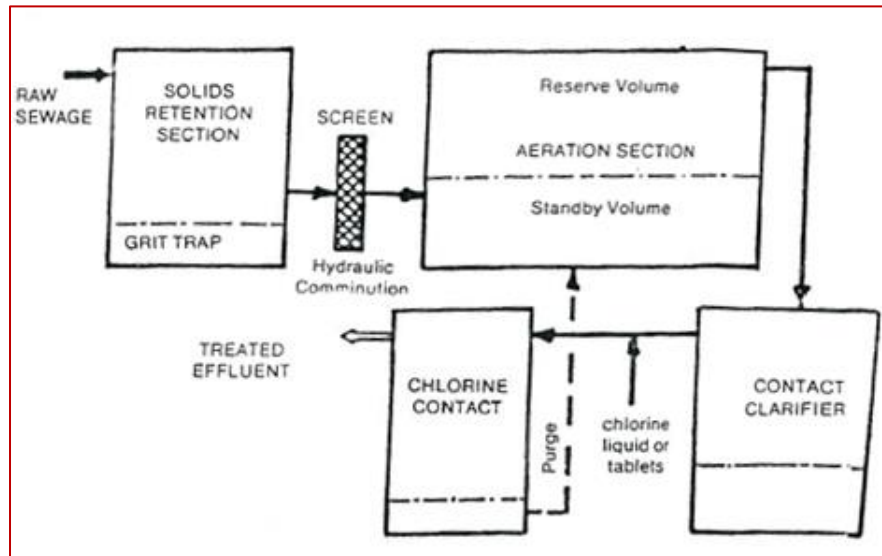 RAW
SEWAGE
SOLIDS
RETENTION
SECTION
GRIT TRAP
SCREEN
Hydraulic
Comminution
Reserve Volume
AERATION SECTION
Standby Volume
TREATED
EFFLUENT
CHLORINE
CONTACT
Purge
chlorine
liquid or
tablets
CONTACT
CLARIFIER